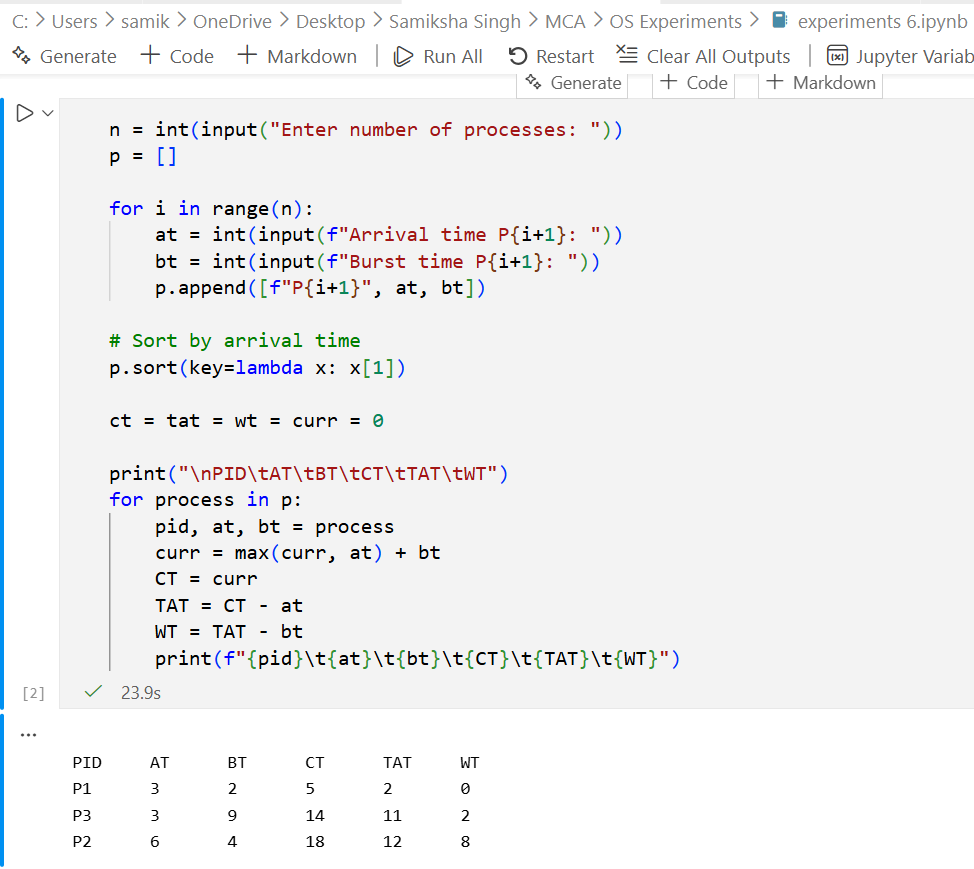 C: > Users > samik > OneDrive > Desktop > Samiksha Singh > MCA > OS Experiments > experiments 6.ipynb
Generate + Code + Markdown | Run All Restart Clear All Outputs | Jupyter Variab
Generate + Code + Markdown
n = int(input("Enter number of processes: "))
p = []

for i in range(n):
    at = int(input(f"Arrival time P{i+1}: "))
    bt = int(input(f"Burst time P{i+1}: "))
    p.append([f"P{i+1}", at, bt])

# Sort by arrival time
p.sort(key=lambda x: x[1])

ct = tat = wt = curr = 0

print("\nPID\tAT\tBT\tCT\tTAT\tWT")
for process in p:
    pid, at, bt = process
    curr = max(curr, at) + bt
    CT = curr
    TAT = CT - at
    WT = TAT - bt
    print(f"{pid}\t{at}\t{bt}\t{CT}\t{TAT}\t{WT}")
[2] ✓ 23.9s
...
PID AT BT CT TAT WT
P1 3 2 5 2 0
P3 3 9 14 11 2
P2 6 4 18 12 8